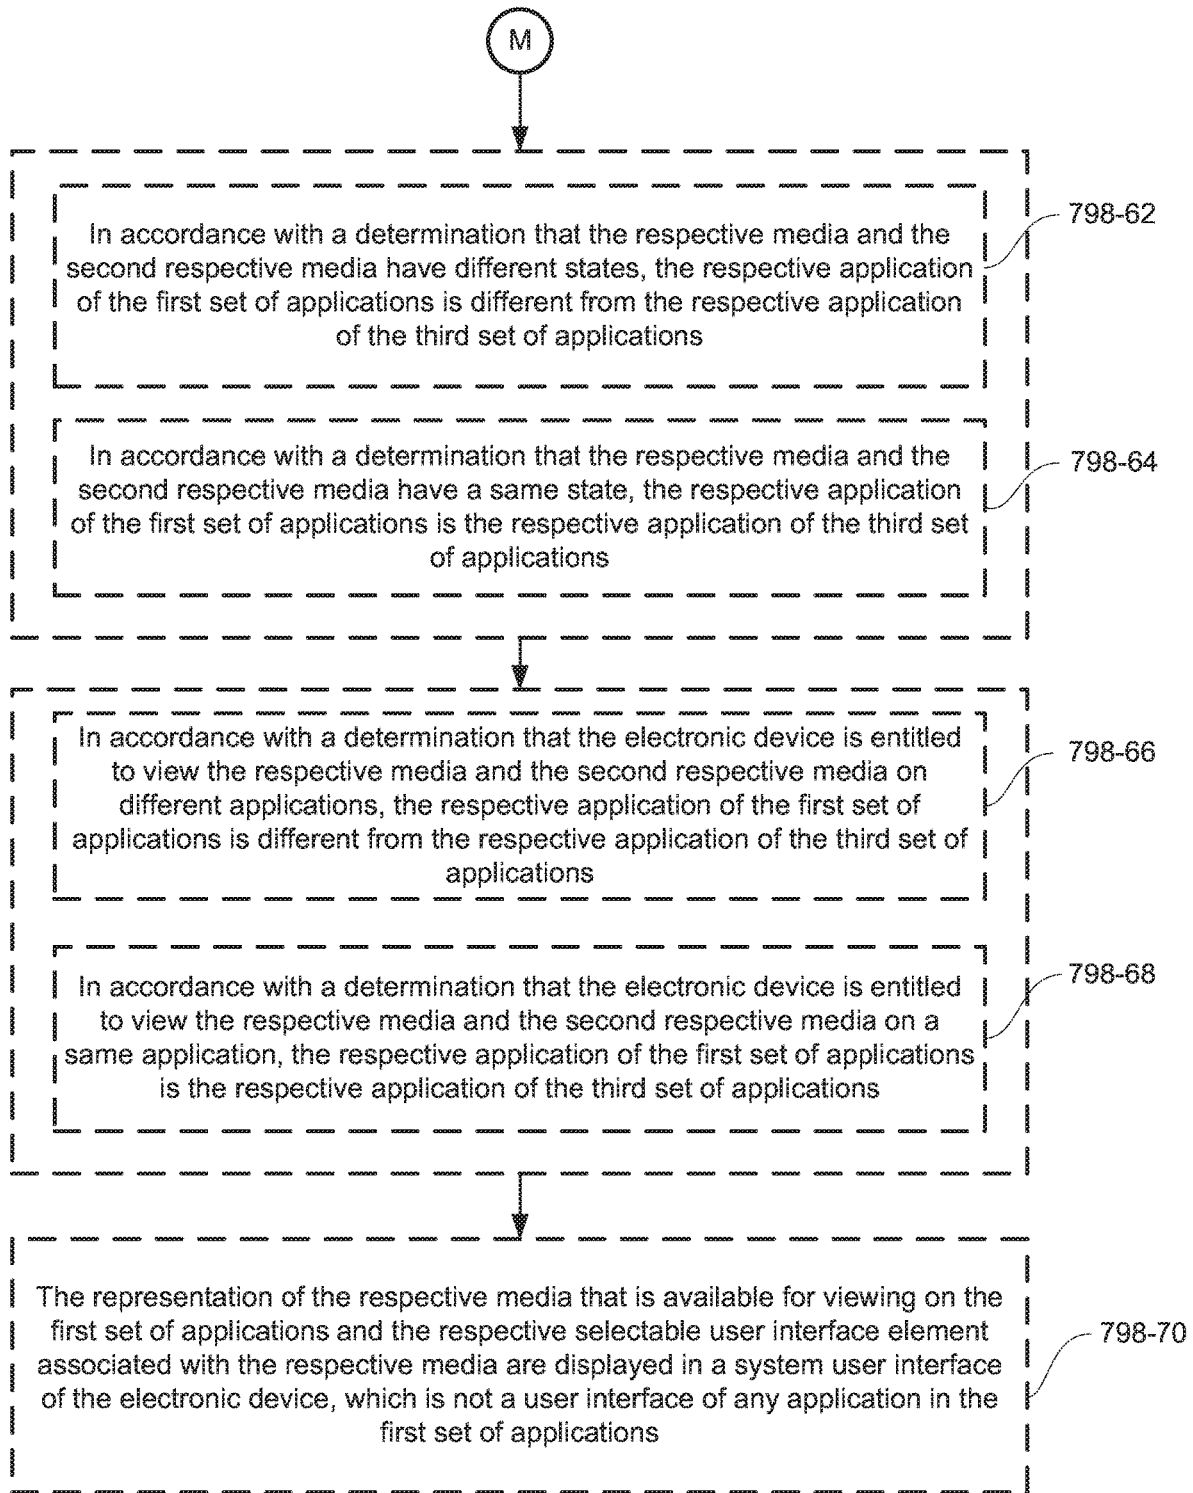 M
In accordance with a determination that the respective media and the
second respective media have different states, the respective application
of the first set of applications is different from the respective application
of the third set of applications
798-62
In accordance with a determination that the respective media and the
second respective media have a same state, the respective application
of the first set of applications is the respective application of the third set
of applications
798-64
In accordance with a determination that the electronic device is entitled
to view the respective media and the second respective media on
different applications, the respective application of the first set of
applications is different from the respective application of the third set of
applications
798-66
In accordance with a determination that the electronic device is entitled
to view the respective media and the second respective media on a
same application, the respective application of the first set of applications
is the respective application of the third set of applications
798-68
The representation of the respective media that is available for viewing on the
first set of applications and the respective selectable user interface element
associated with the respective media are displayed in a system user interface
of the electronic device, which is not a user interface of any application in the
first set of applications
798-70